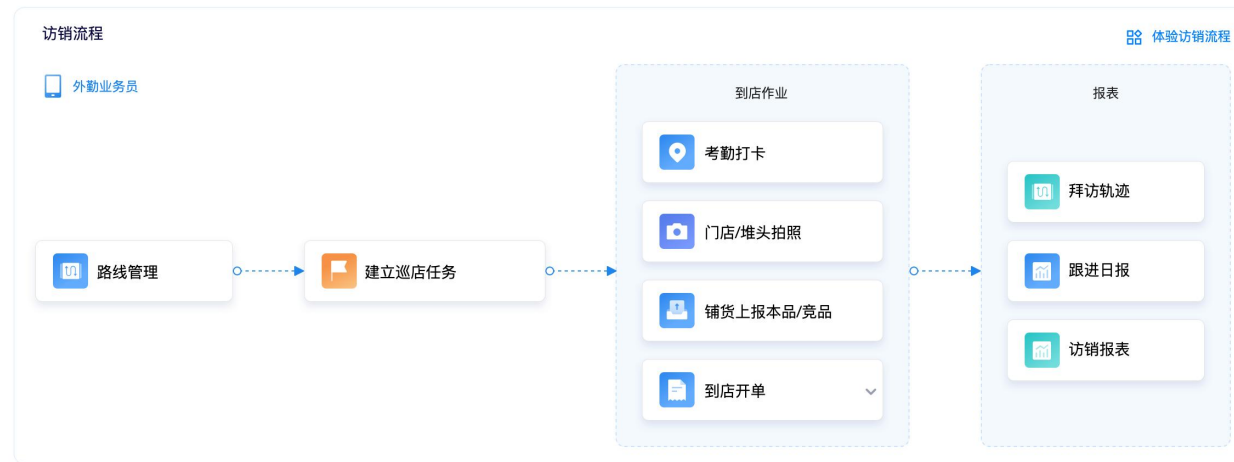 访销流程
体验访销流程
外勤业务员
路线管理
建立巡店任务
到店作业
考勤打卡
门店/堆头拍照
铺货上报本品/竞品
到店开单
报表
拜访轨迹
跟进日报
访销报表